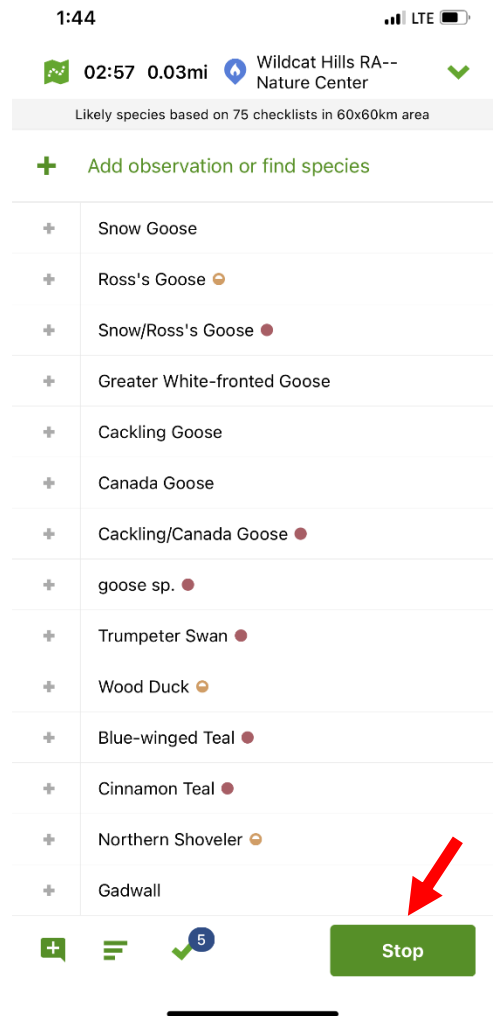 1:44 LTE
02:57 0.03mi Wildcat Hills RA--
Nature Center
Likely species based on 75 checklists in 60x60km area
Add observation or find species
Snow Goose
Ross's Goose
Snow/Ross's Goose
Greater White-fronted Goose
Cackling Goose
Canada Goose
Cackling/Canada Goose
goose sp.
Trumpeter Swan
Wood Duck
Blue-winged Teal
Cinnamon Teal
Northern Shoveler
Gadwall
5 Stop